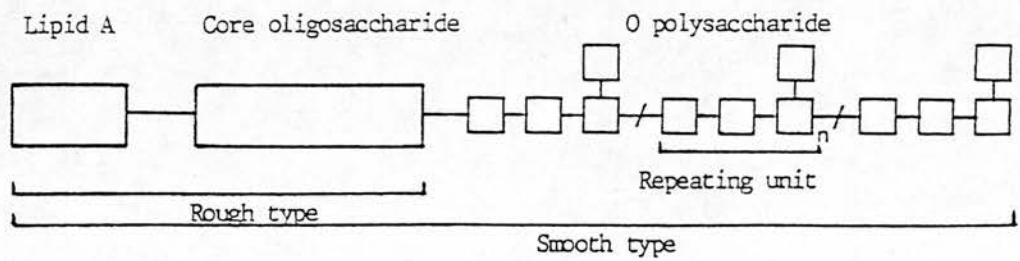 Lipid A Core oligosaccharide O polysaccharide
n
Repeating unit
Rough type
Smooth type